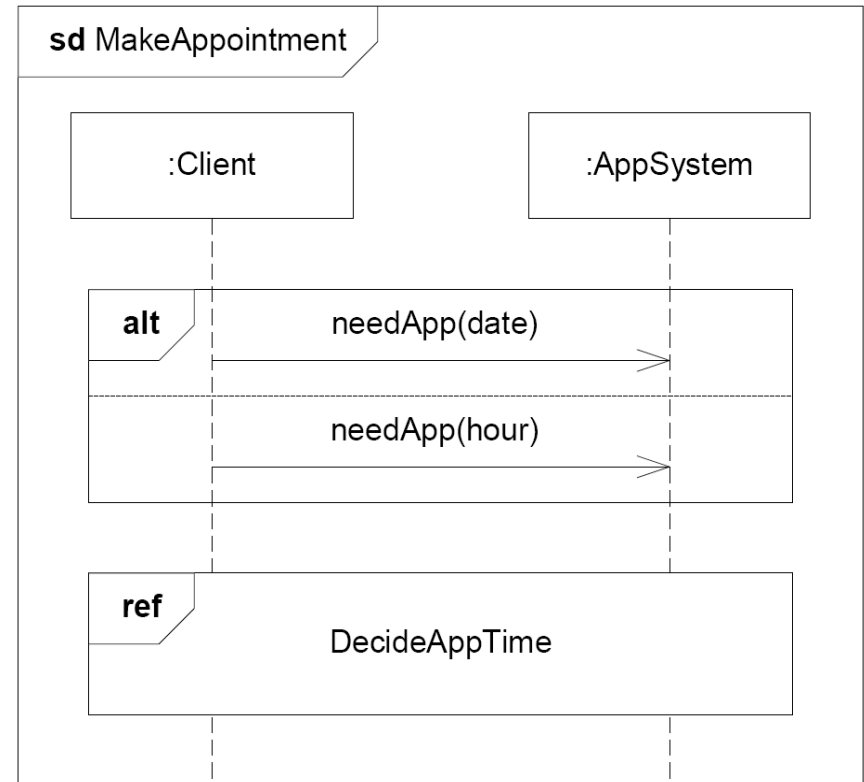 sd MakeAppointment
:Client
:AppSystem
alt
needApp(date)
needApp(hour)
ref
DecideAppTime